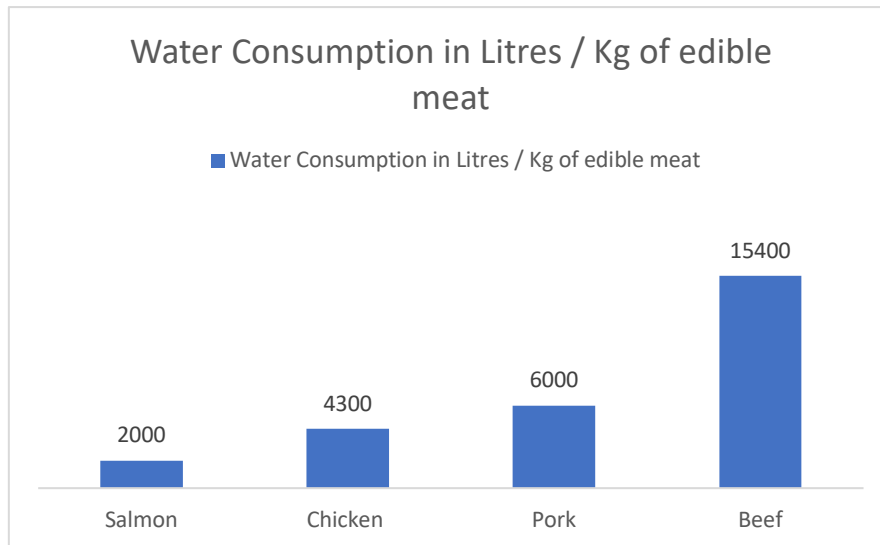 Water Consumption in Litres / Kg of edible
meat
Water Consumption in Litres / Kg of edible meat
15400
6000
4300
2000
Salmon Chicken Pork Beef